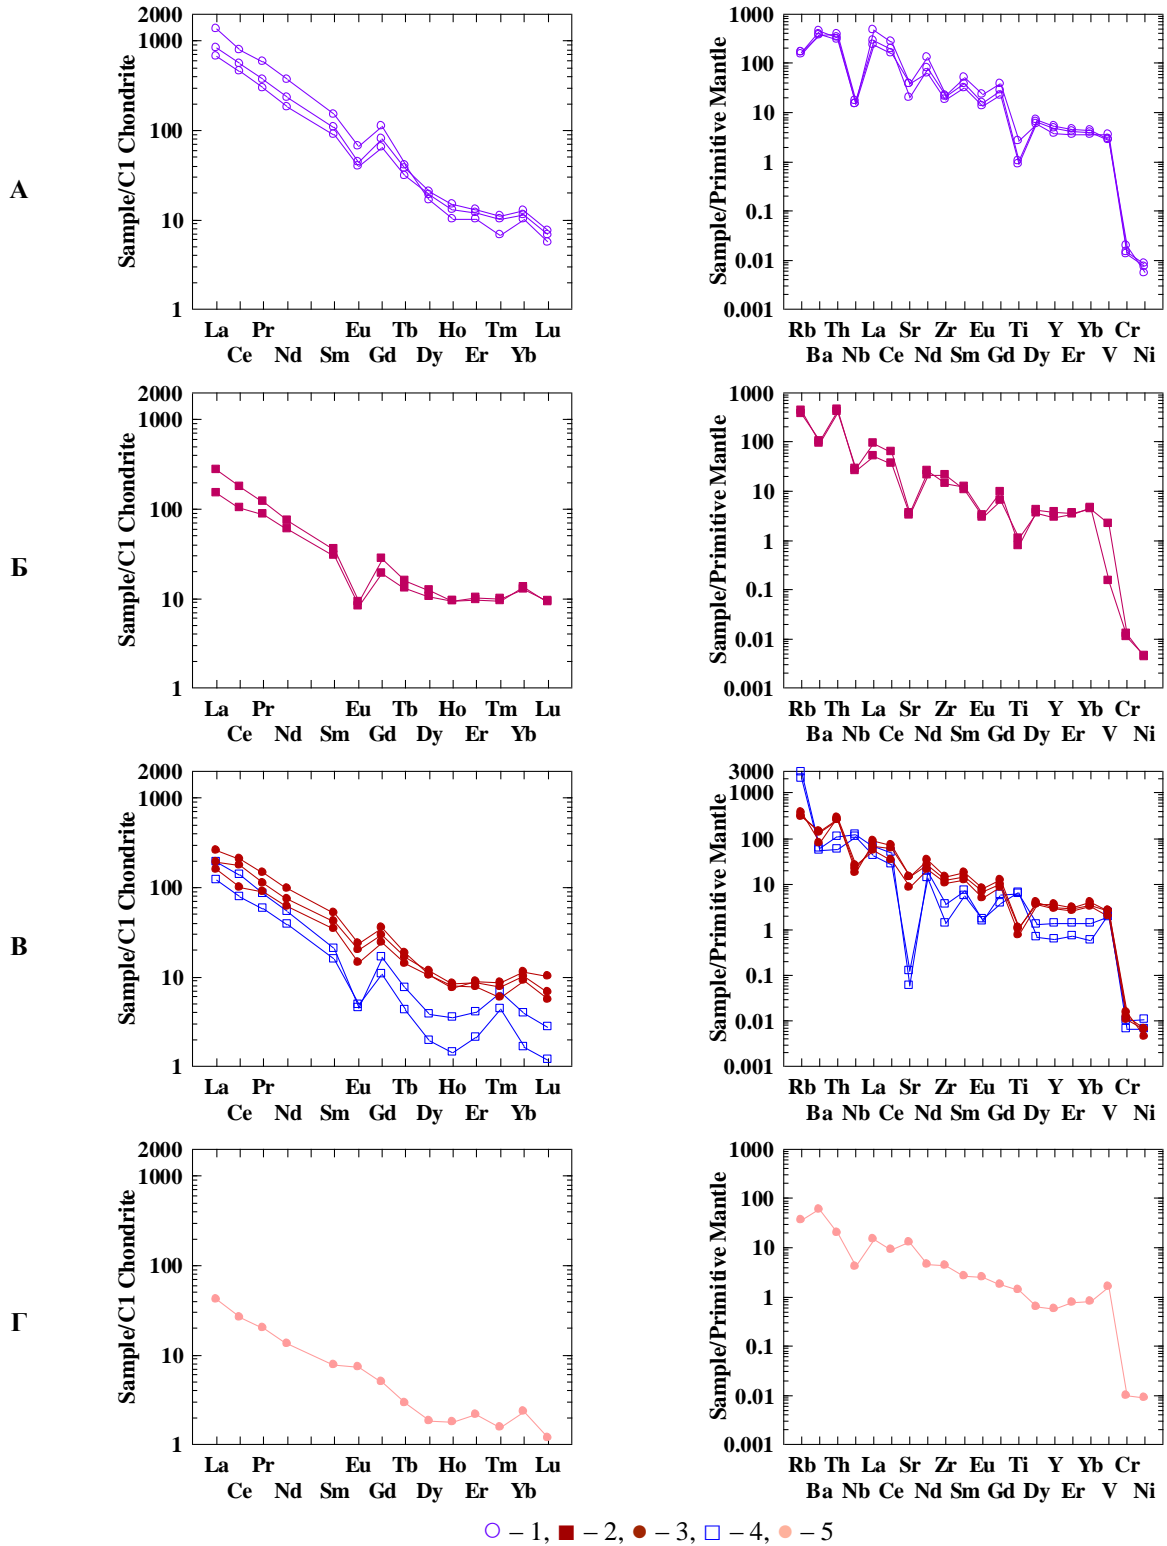 А
Sample/C1 Chondrite
2000
1000
100
10
1
La Pr Eu Tb Ho Tm Lu
Ce Nd Sm Gd Dy Er Yb
Sample/Primitive Mantle
1000
100
10
1
0.1
0.01
0.001
Rb Th La Sr Zr Eu Ti Y Yb Cr
Ba Nb Ce Nd Sm Gd Dy Er V Ni
Б
Sample/C1 Chondrite
2000
1000
100
10
1
La Pr Eu Tb Ho Tm Lu
Ce Nd Sm Gd Dy Er Yb
Sample/Primitive Mantle
1000
100
10
1
0.1
0.01
0.001
Rb Th La Sr Zr Eu Ti Y Yb Cr
Ba Nb Ce Nd Sm Gd Dy Er V Ni
В
Sample/C1 Chondrite
2000
1000
100
10
1
La Pr Eu Tb Ho Tm Lu
Ce Nd Sm Gd Dy Er Yb
Sample/Primitive Mantle
3000
1000
100
10
1
0.1
0.01
0.001
Rb Th La Sr Zr Eu Ti Y Yb Cr
Ba Nb Ce Nd Sm Gd Dy Er V Ni
Г
Sample/C1 Chondrite
2000
1000
100
10
1
La Pr Eu Tb Ho Tm Lu
Ce Nd Sm Gd Dy Er Yb
Sample/Primitive Mantle
1000
100
10
1
0.1
0.01
0.001
Rb Th La Sr Zr Eu Ti Y Yb Cr
Ba Nb Ce Nd Sm Gd Dy Er V Ni
– 1, – 2, – 3, – 4, – 5